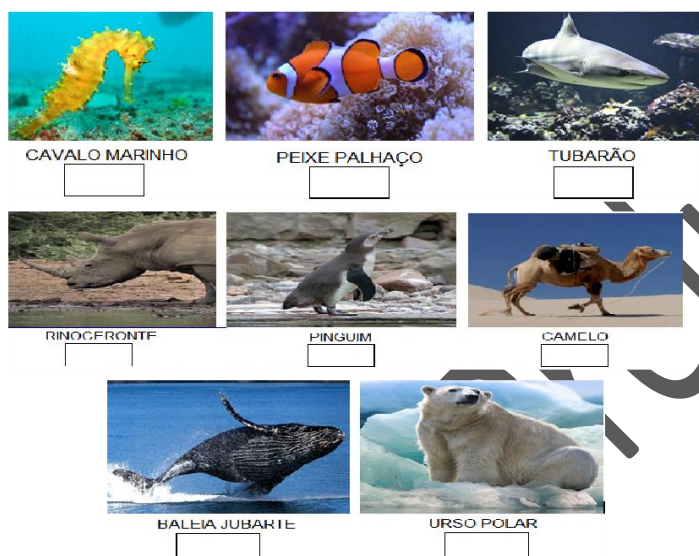 CAVALO MARINHO
PEIXE PALHAÇO
TUBARÃO
RINOCERONTE
PINGUIM
CAMELO
BALEIA JUBARTE
URSO POLAR